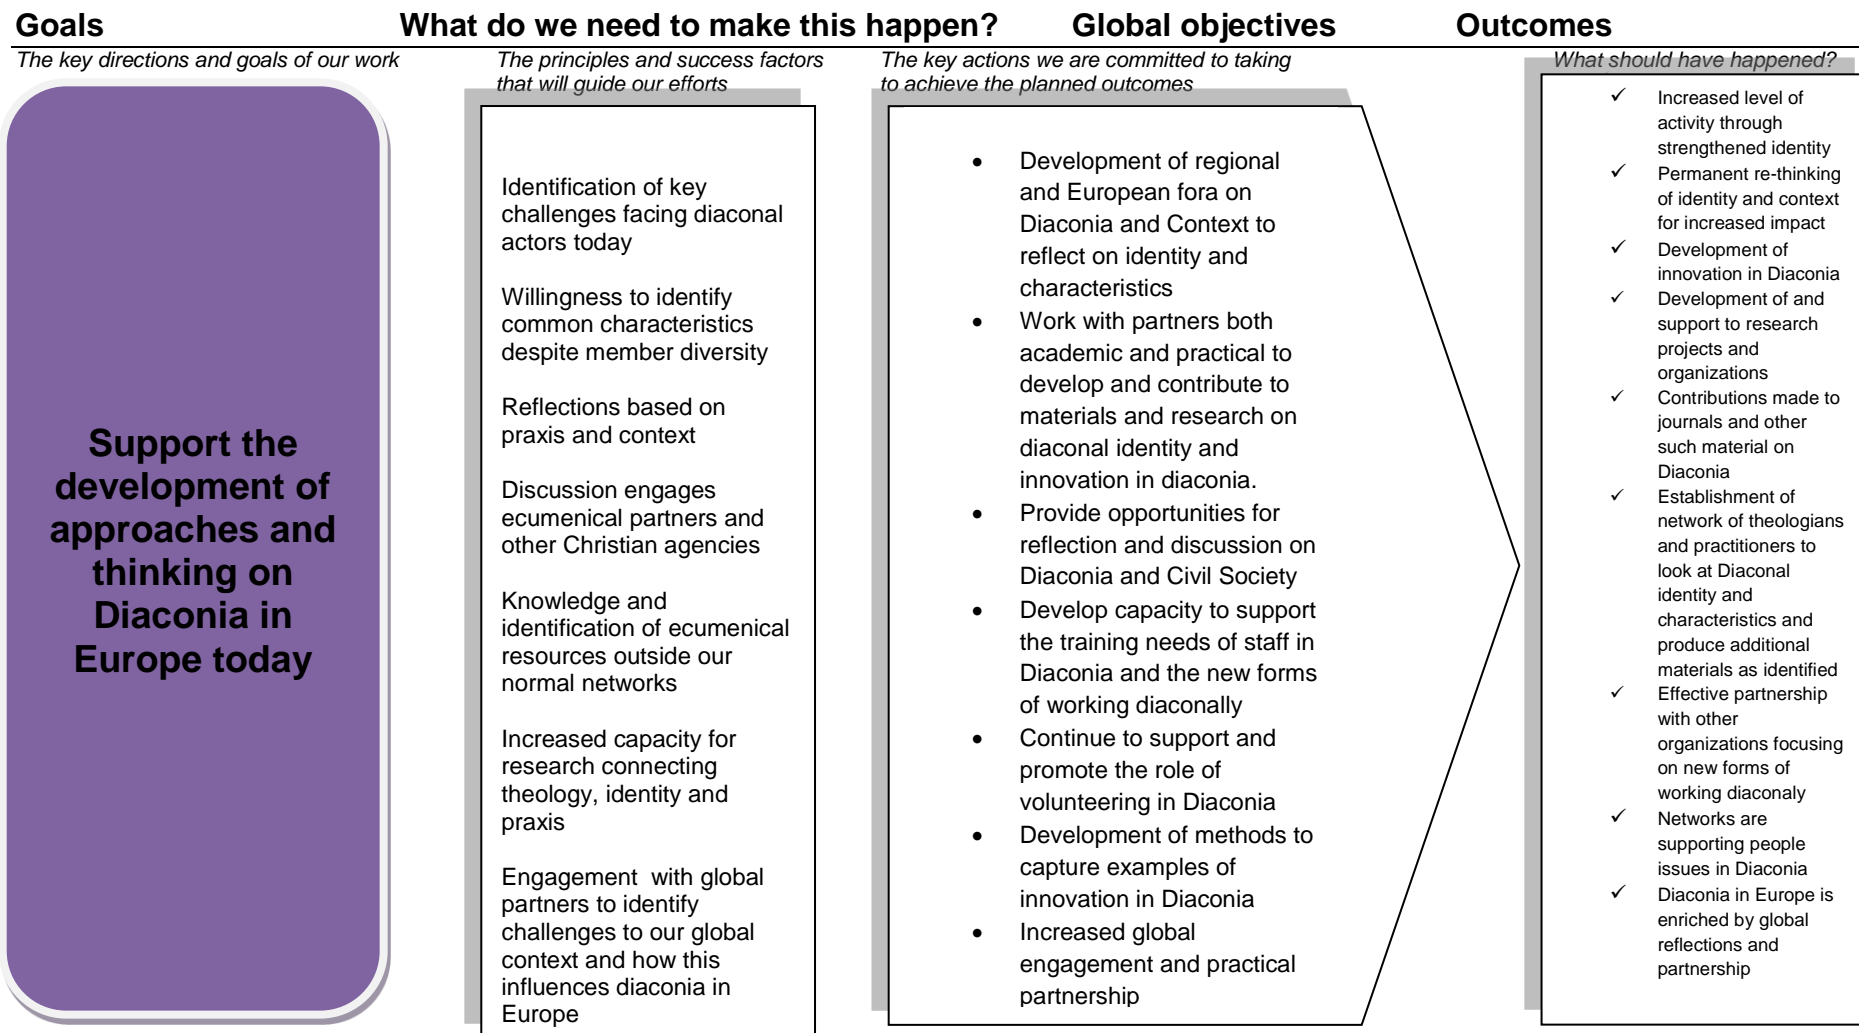 Goals
What do we need to make this happen?
Global objectives
Outcomes
The key directions and goals of our work
The principles and success factors
that will guide our efforts
The key actions we are committed to taking
to achieve the planned outcomes
What should have happened?
Support the
development of
approaches and
thinking on
Diaconia in
Europe today
Identification of key
challenges facing diaconal
actors today
Willingness to identify
common characteristics
despite member diversity
Reflections based on
praxis and context
Discussion engages
ecumenical partners and
other Christian agencies
Knowledge and
identification of ecumenical
resources outside our
normal networks
Increased capacity for
research connecting
theology, identity and
praxis
Engagement with global
partners to identify
challenges to our global
context and how this
influences diaconia in
Europe
• Development of regional
and European fora on
Diaconia and Context to
reflect on identity and
characteristics
• Work with partners both
academic and practical to
develop and contribute to
materials and research on
diaconal identity and
innovation in diaconia.
• Provide opportunities for
reflection and discussion on
Diaconia and Civil Society
• Develop capacity to support
the training needs of staff in
Diaconia and the new forms
of working diaconally
• Continue to support and
promote the role of
volunteering in Diaconia
• Development of methods to
capture examples of
innovation in Diaconia
• Increased global
engagement and practical
partnership
✓ Increased level of
activity through
strengthened identity
✓ Permanent re-thinking
of identity and context
for increased impact
✓ Development of
innovation in Diaconia
✓ Development of and
support to research
projects and
organizations
✓ Contributions made to
journals and other
such material on
Diaconia
✓ Establishment of
network of theologians
and practitioners to
look at Diaconal
identity and
characteristics and
produce additional
materials as identified
✓ Effective partnership
with other
organizations focusing
on new forms of
working diaconaly
✓ Networks are
supporting people
issues in Diaconia
✓ Diaconia in Europe is
enriched by global
reflections and
partnership